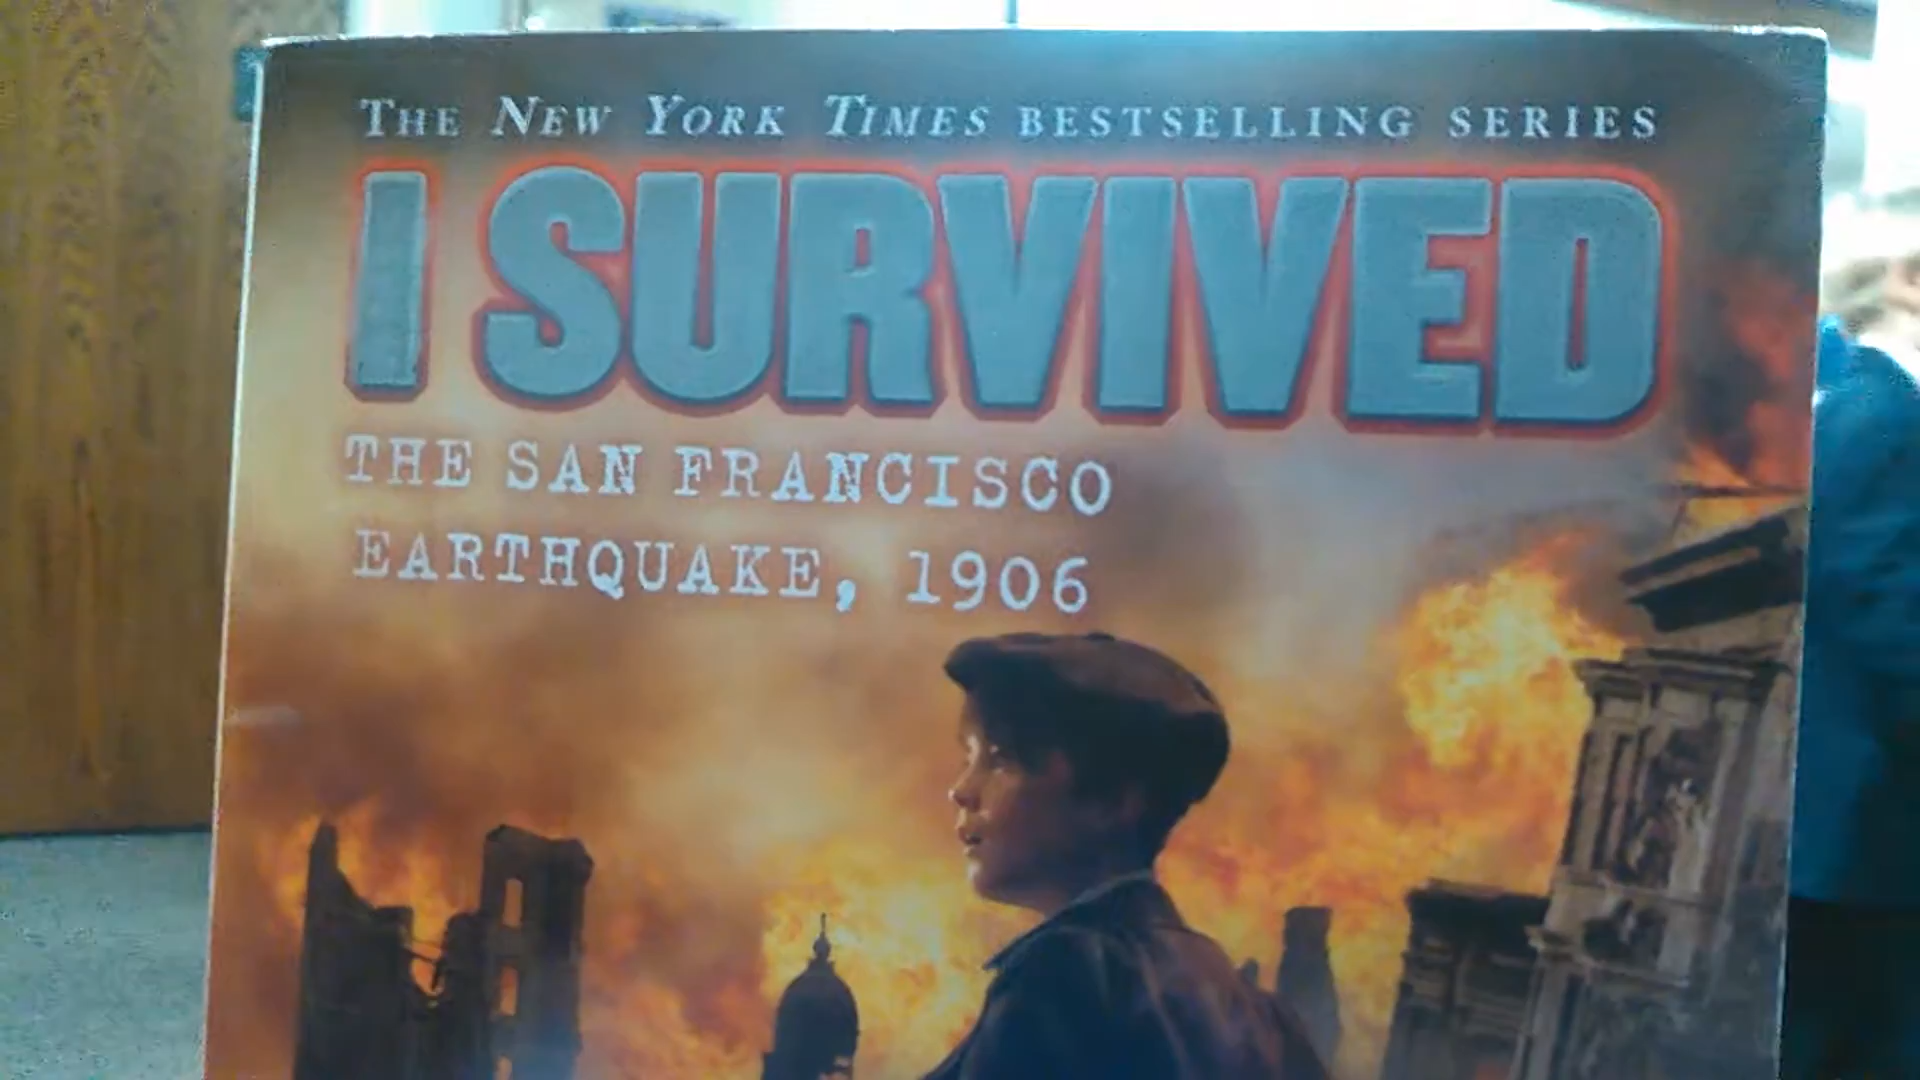 THE NEW YORK TIMES BESTSELLING SERIES
I SURVIVED
THE SAN FRANCISCO
EARTHQUAKE, 1906